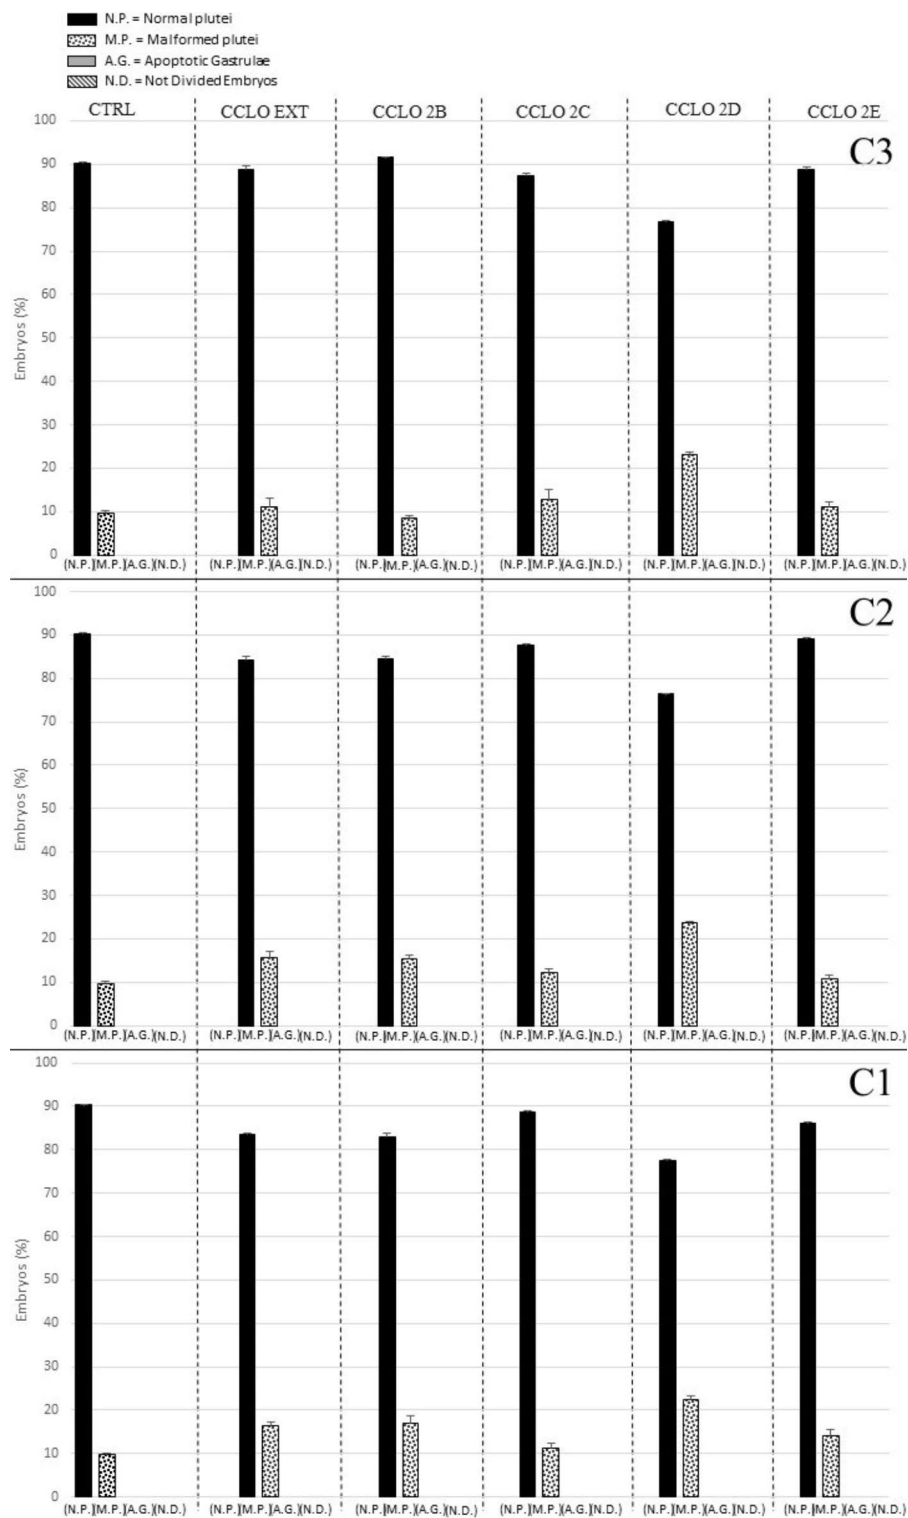 N.P. = Normal plutei
M.P. = Malformed plutei
A.G. = Apoptotic Gastrulae
N.D. = Not Divided Embryos
CTRL CCLO EXT CCLO 2B CCLO 2C CCLO 2D CCLO 2E
C3
100
90
80
70
60
50
40
30
20
10
0
Embryos (%)
(N.P.)(M.P.)(A.G.)(N.D.) (N.P.)(M.P.)(A.G.)(N.D.) (N.P.)(M.P.)(A.G.)(N.D.) (N.P.)(M.P.)(A.G.)(N.D.) (N.P.)(M.P.)(A.G.)(N.D.) (N.P.)(M.P.)(A.G.)(N.D.)
C2
100
90
80
70
60
50
40
30
20
10
0
Embryos (%)
(N.P.)(M.P.)(A.G.)(N.D.) (N.P.)(M.P.)(A.G.)(N.D.) (N.P.)(M.P.)(A.G.)(N.D.) (N.P.)(M.P.)(A.G.)(N.D.) (N.P.)(M.P.)(A.G.)(N.D.) (N.P.)(M.P.)(A.G.)(N.D.)
C1
100
90
80
70
60
50
40
30
20
10
0
Embryos (%)
(N.P.)(M.P.)(A.G.)(N.D.) (N.P.)(M.P.)(A.G.)(N.D.) (N.P.)(M.P.)(A.G.)(N.D.) (N.P.)(M.P.)(A.G.)(N.D.) (N.P.)(M.P.)(A.G.)(N.D.) (N.P.)(M.P.)(A.G.)(N.D.)